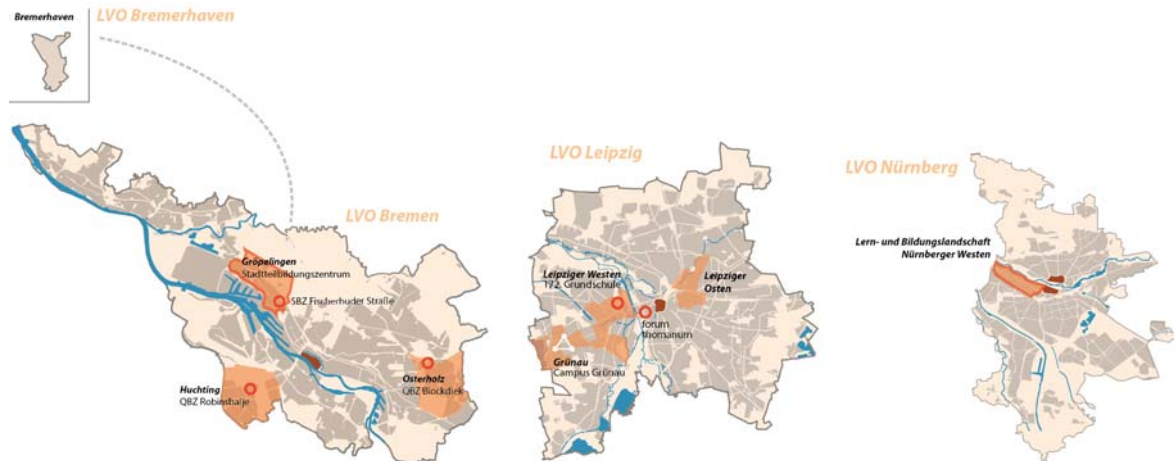 Bremerhaven
LVO Bremerhaven
LVO Bremen
Gröpelingen
Stadtteilbildungszentrum
SBZ Fischerhuder Straße
Huchting
QBZ Robinsbalje
Osterholz
QBZ Blockdiek
LVO Leipzig
Leipziger Westen
172. Grundschule
Leipziger
Osten
forum
thomanum
Grünau
Campus Grünau
LVO Nürnberg
Lern- und Bildungslandschaft
Nürnberger Westen